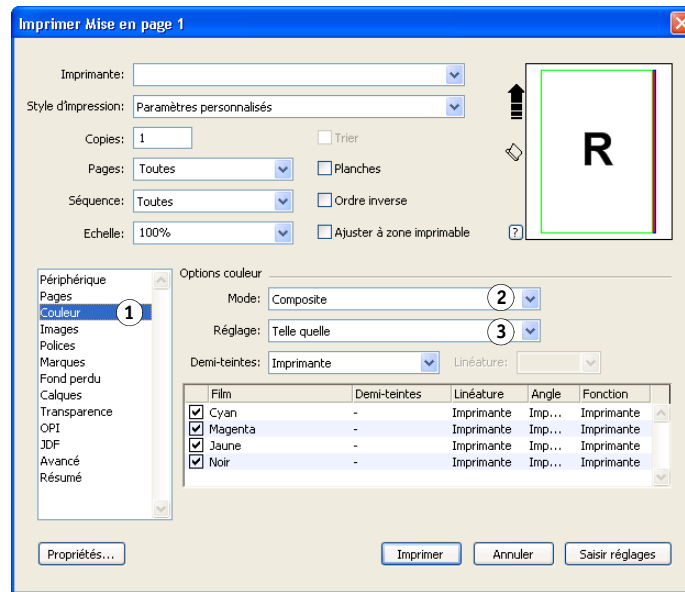 Imprimer Mise en page 1
Imprimante:
Style d'impression: Paramètres personnalisés
Copies: 1 Trier
Pages: Toutes Planches
Séquence: Toutes Ordre inverse
Echelle: 100% Ajuster à zone imprimable ?
R
Périphérique
Pages
Couleur 1
Images
Polices
Marques
Fond perdu
Calques
Transparence
OPI
JDF
Avancé
Résumé
Options couleur
Mode: Composite 2
Réglage: Telle quelle 3
Demi-teintes: Imprimante Linéature:
Film Demi-teintes Linéature Angle Fonction
Cyan - Imprimante Imp... Imprimante
Magenta - Imprimante Imp... Imprimante
Jaune - Imprimante Imp... Imprimante
Noir - Imprimante Imp... Imprimante
Propriétés... Imprimer Annuler Saisir réglages